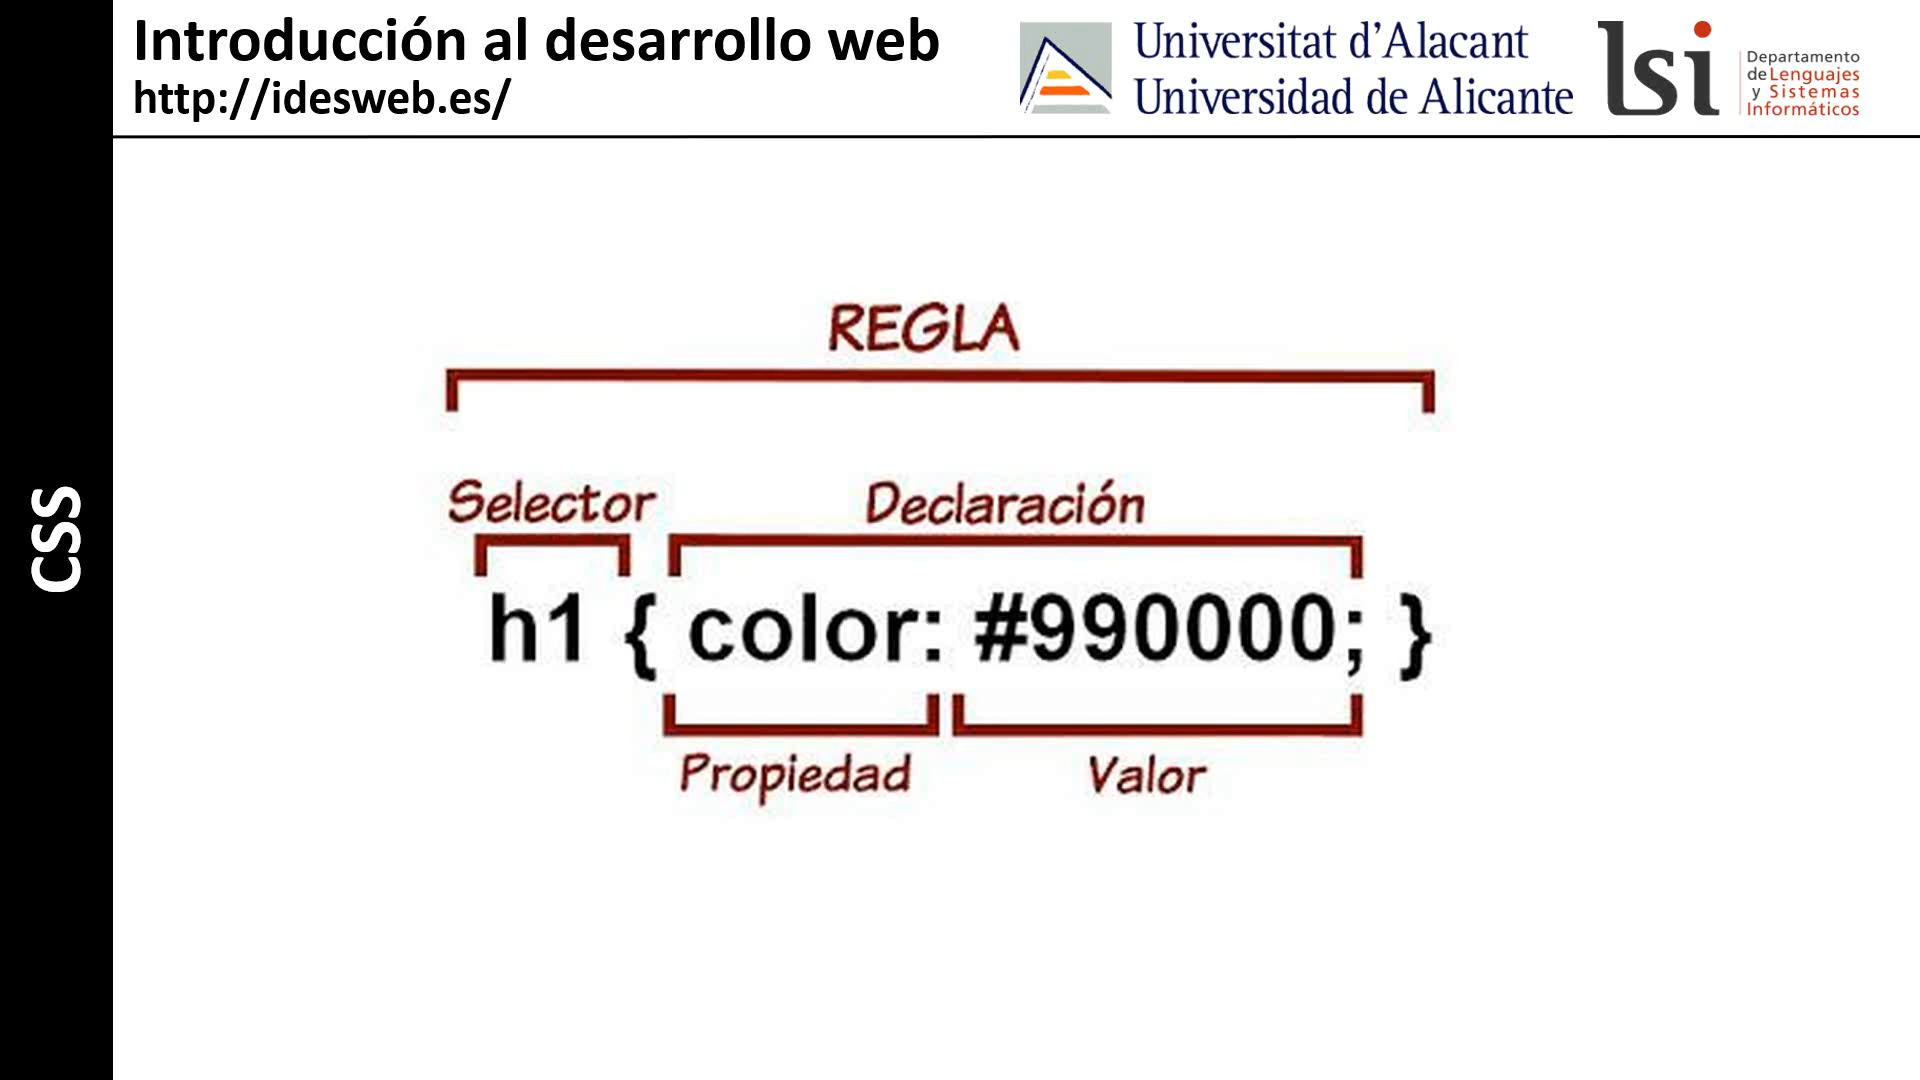 Introducción al desarrollo web
http://idesweb.es/
Universitat d'Alacant
Universidad de Alicante
lsi
Departamento
de Lenguajes
y Sistemas
Informáticos
CSS
REGLA
Selector
Declaración
h1 { color: #990000; }
Propiedad
Valor